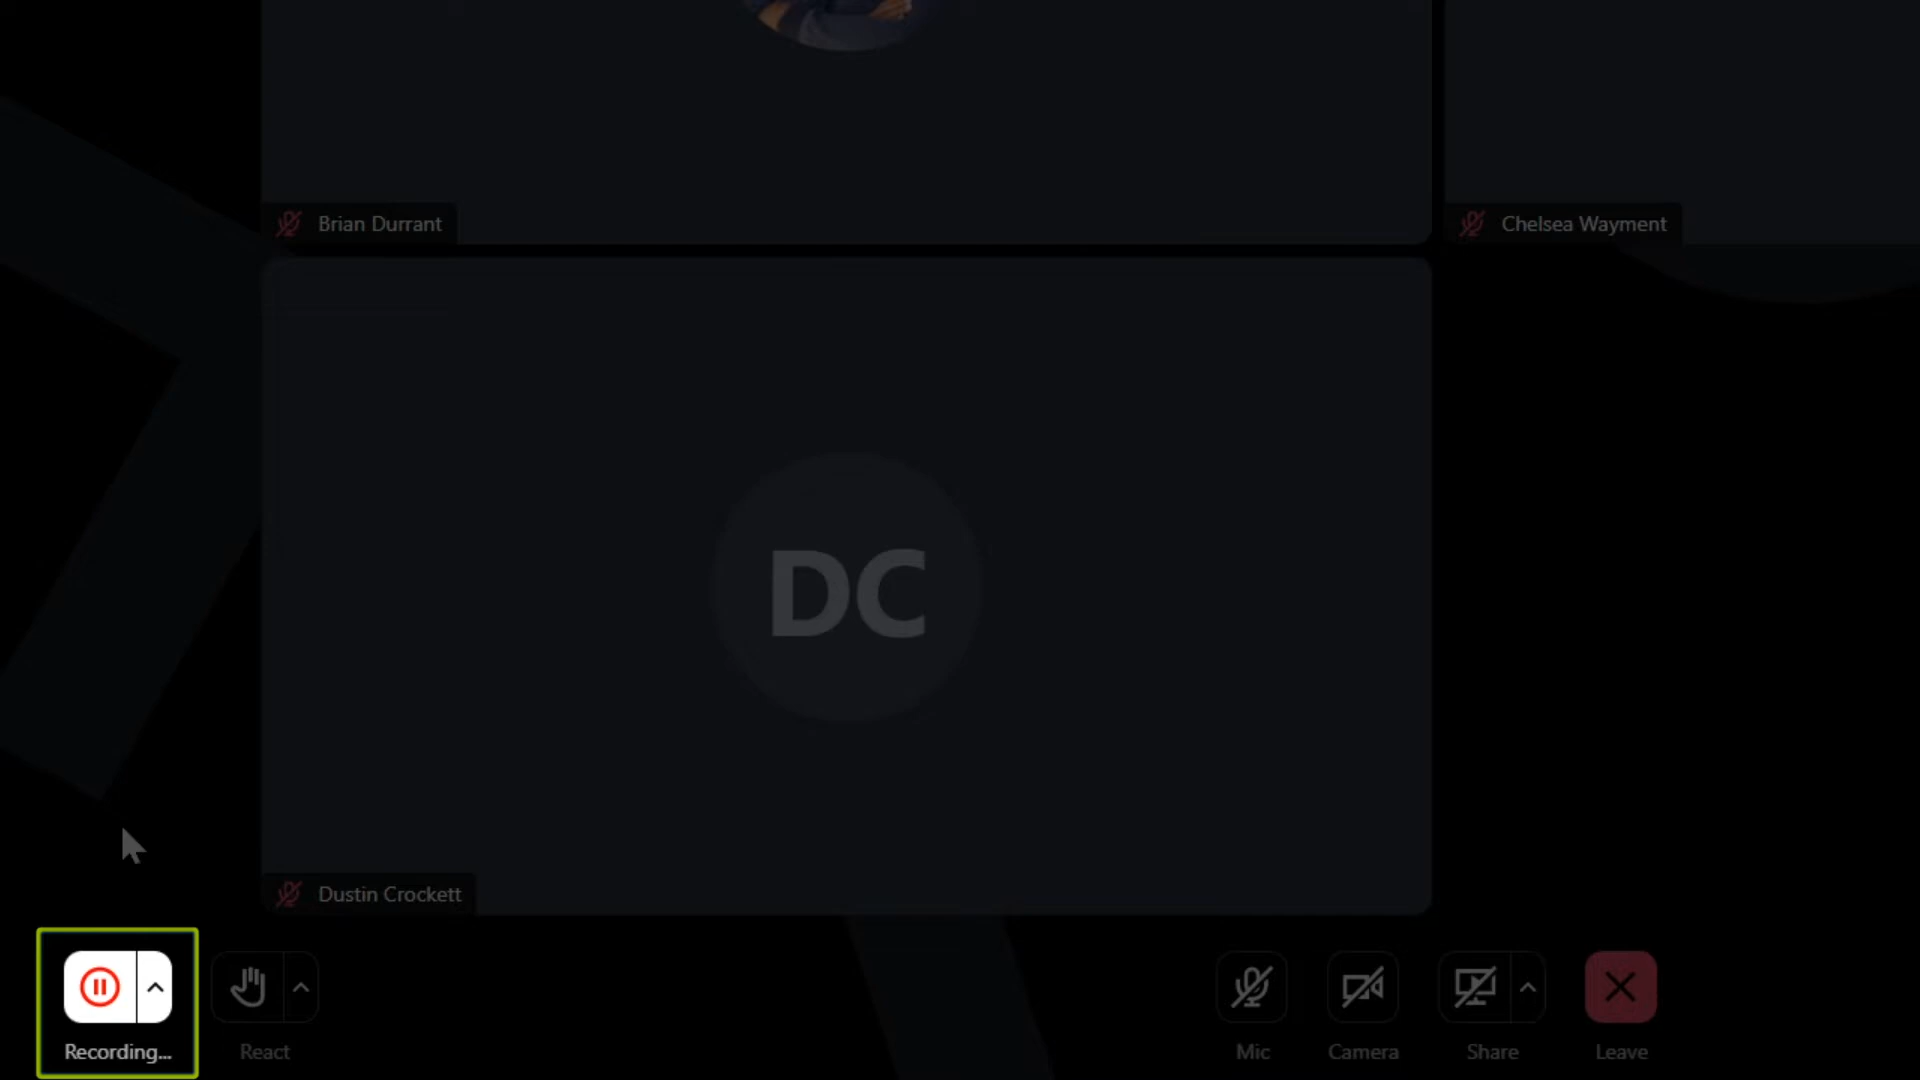 Brian Durrant
Chelsea Wayment
DC
Dustin Crockett
Recording...
React
Mic
Camera
Share
Leave